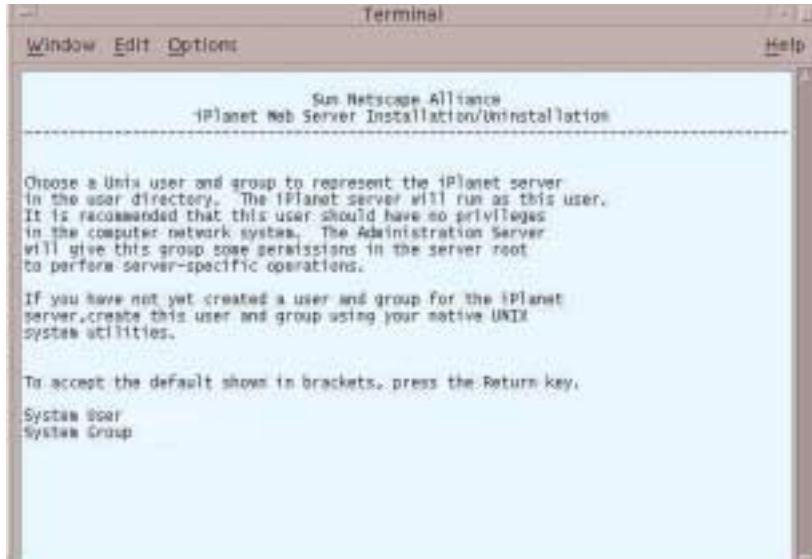 Terminal
Window Edit Options Help
Sun Netscape Alliance
iPlanet Web Server Installation/Uninstallation
--------------------------------------------------------------------------------
Choose a Unix user and group to represent the iPlanet server
in the user directory.  The iPlanet server will run as this user.
It is recommended that this user should have no privileges
in the computer network system.  The Administration Server
will give this group some permissions in the server root
to perform server-specific operations.
If you have not yet created a user and group for the iPlanet
server,create this user and group using your native UNIX
system utilities.
To accept the default shown in brackets, press the Return key.
System User
System Group